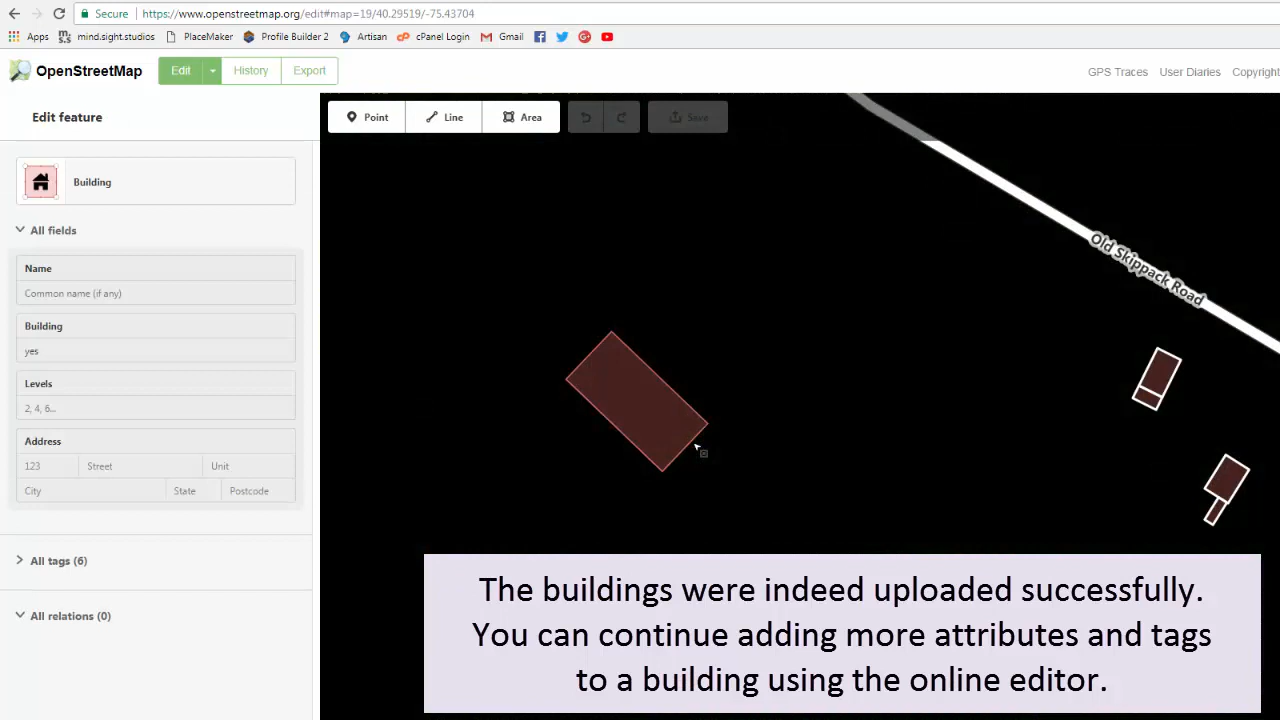 Secure https://www.openstreetmap.org/edit#map=19/40.29519/-75.43704
Apps mind.sight.studios PlaceMaker Profile Builder 2 Artisan cPanel Login Gmail
OpenStreetMap Edit History Export GPS Traces User Diaries Copyright
Edit feature Point Line Area Save
Building
All fields
Name
Common name (if any)
Building
yes
Levels
2, 4, 6...
Address
123 Street Unit
City State Postcode
All tags (6)
All relations (0)
Old Skippack Road
The buildings were indeed uploaded successfully.
You can continue adding more attributes and tags
to a building using the online editor.